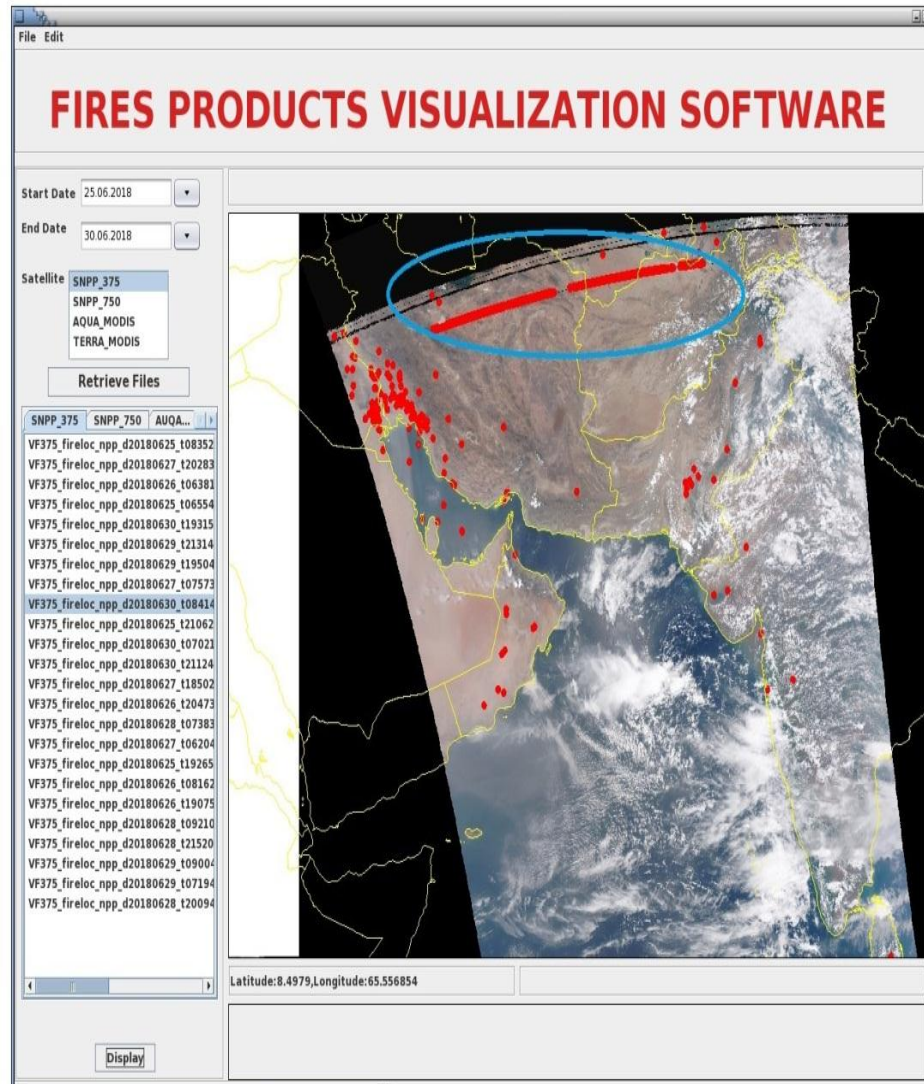 File Edit
FIRES PRODUCTS VISUALIZATION SOFTWARE
Start Date 25.06.2018
End Date 30.06.2018
Satellite SNPP_375
SNPP_750
AQUA_MODIS
TERRA_MODIS
Retrieve Files
SNPP_375 SNPP_750 AUQA...
VF375_fireloc_npp_d20180625_t08352
VF375_fireloc_npp_d20180627_t20283
VF375_fireloc_npp_d20180626_t06381
VF375_fireloc_npp_d20180625_t06554
VF375_fireloc_npp_d20180630_t19315
VF375_fireloc_npp_d20180629_t21314
VF375_fireloc_npp_d20180629_t19504
VF375_fireloc_npp_d20180627_t07573
VF375_fireloc_npp_d20180630_t08414
VF375_fireloc_npp_d20180625_t21062
VF375_fireloc_npp_d20180630_t07021
VF375_fireloc_npp_d20180630_t21124
VF375_fireloc_npp_d20180627_t18502
VF375_fireloc_npp_d20180626_t20473
VF375_fireloc_npp_d20180628_t07383
VF375_fireloc_npp_d20180627_t06204
VF375_fireloc_npp_d20180625_t19265
VF375_fireloc_npp_d20180626_t08162
VF375_fireloc_npp_d20180626_t19075
VF375_fireloc_npp_d20180628_t09210
VF375_fireloc_npp_d20180628_t21520
VF375_fireloc_npp_d20180629_t09004
VF375_fireloc_npp_d20180629_t07194
VF375_fireloc_npp_d20180628_t20094
Latitude:8.4979,Longitude:65.556854
Display